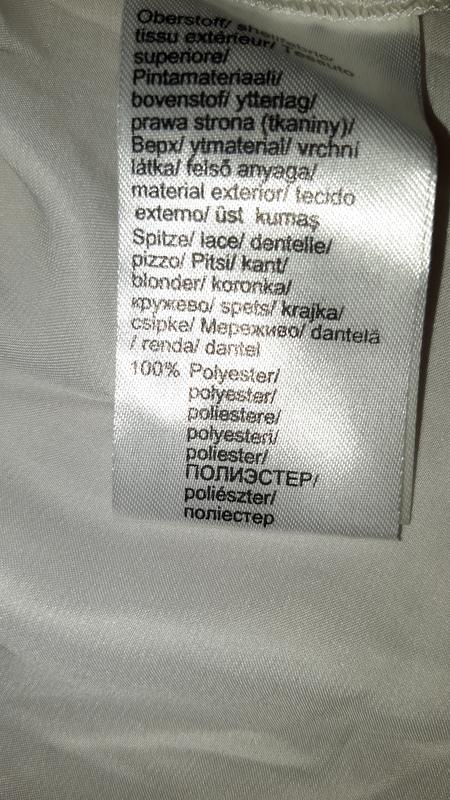 Oberstoff/ shellfabric/
tissu extérieur/ Tessuto
superiore/
Pintamateriaali/
bovenstof/ ytterlag/
prawa strona (tkaniny)/
Верх/ ytmaterial/ vrchní
látka/ felső anyaga/
material exterior/ tecido
externo/ üst kumaş
Spitze/ lace/ dentelle/
pizzo/ Pitsi/ kant/
blonder/ koronka/
кружево/ spets/ krajka/
csipke/ Мереживо/ dantelă
/ renda/ dantel
100% Polyester/
polyester/
poliestere/
polyesteri/
poliester/
ПОЛИЭСТЕР/
poliészter/
поліестер